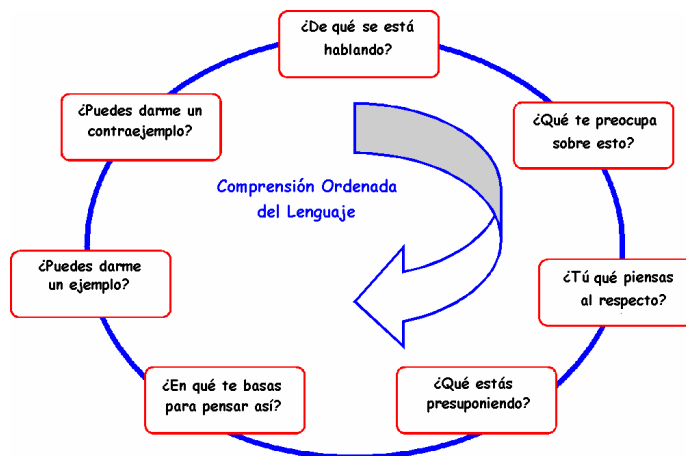 ¿De qué se está
hablando?
¿Puedes darme un
contraejemplo?
¿Qué te preocupa
sobre esto?
Comprensión Ordenada
del Lenguaje
¿Puedes darme
un ejemplo?
¿Tú qué piensas
al respecto?
¿En qué te basas
para pensar así?
¿Qué estás
presuponiendo?